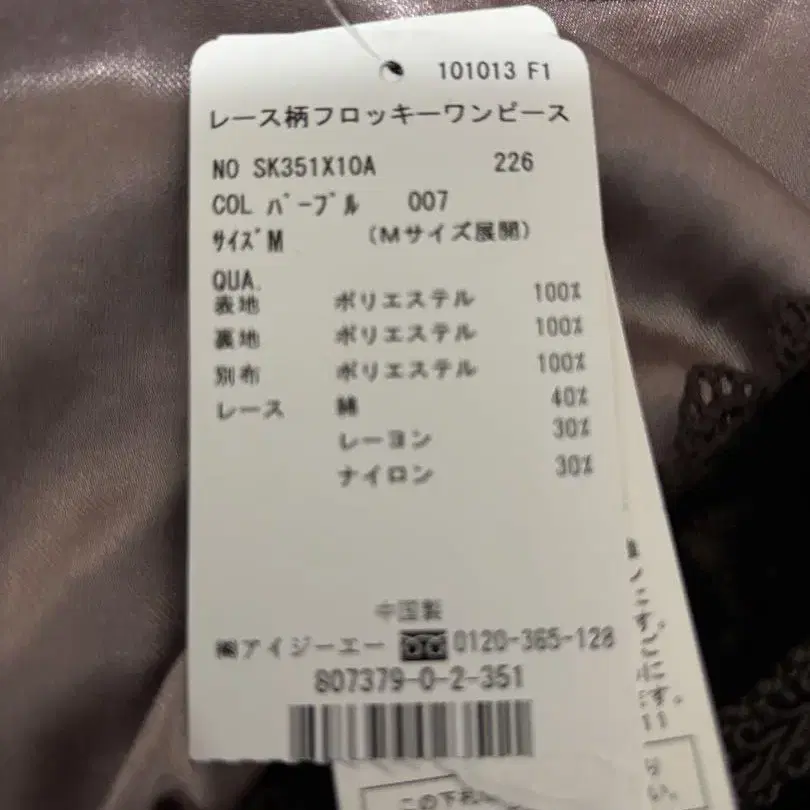 101013 F1
レース柄フロッキーワンピース
NO SK351X10A 226
COL パープル 007
サイズ M (Mサイズ展開)
QUA.
表地 ポリエステル 100%
裏地 ポリエステル 100%
別布 ポリエステル 100%
レース 綿 40%
レーヨン 30%
ナイロン 30%
中国製
㈱アイジーエー 0120-365-128
807379-0-2-351
この下札